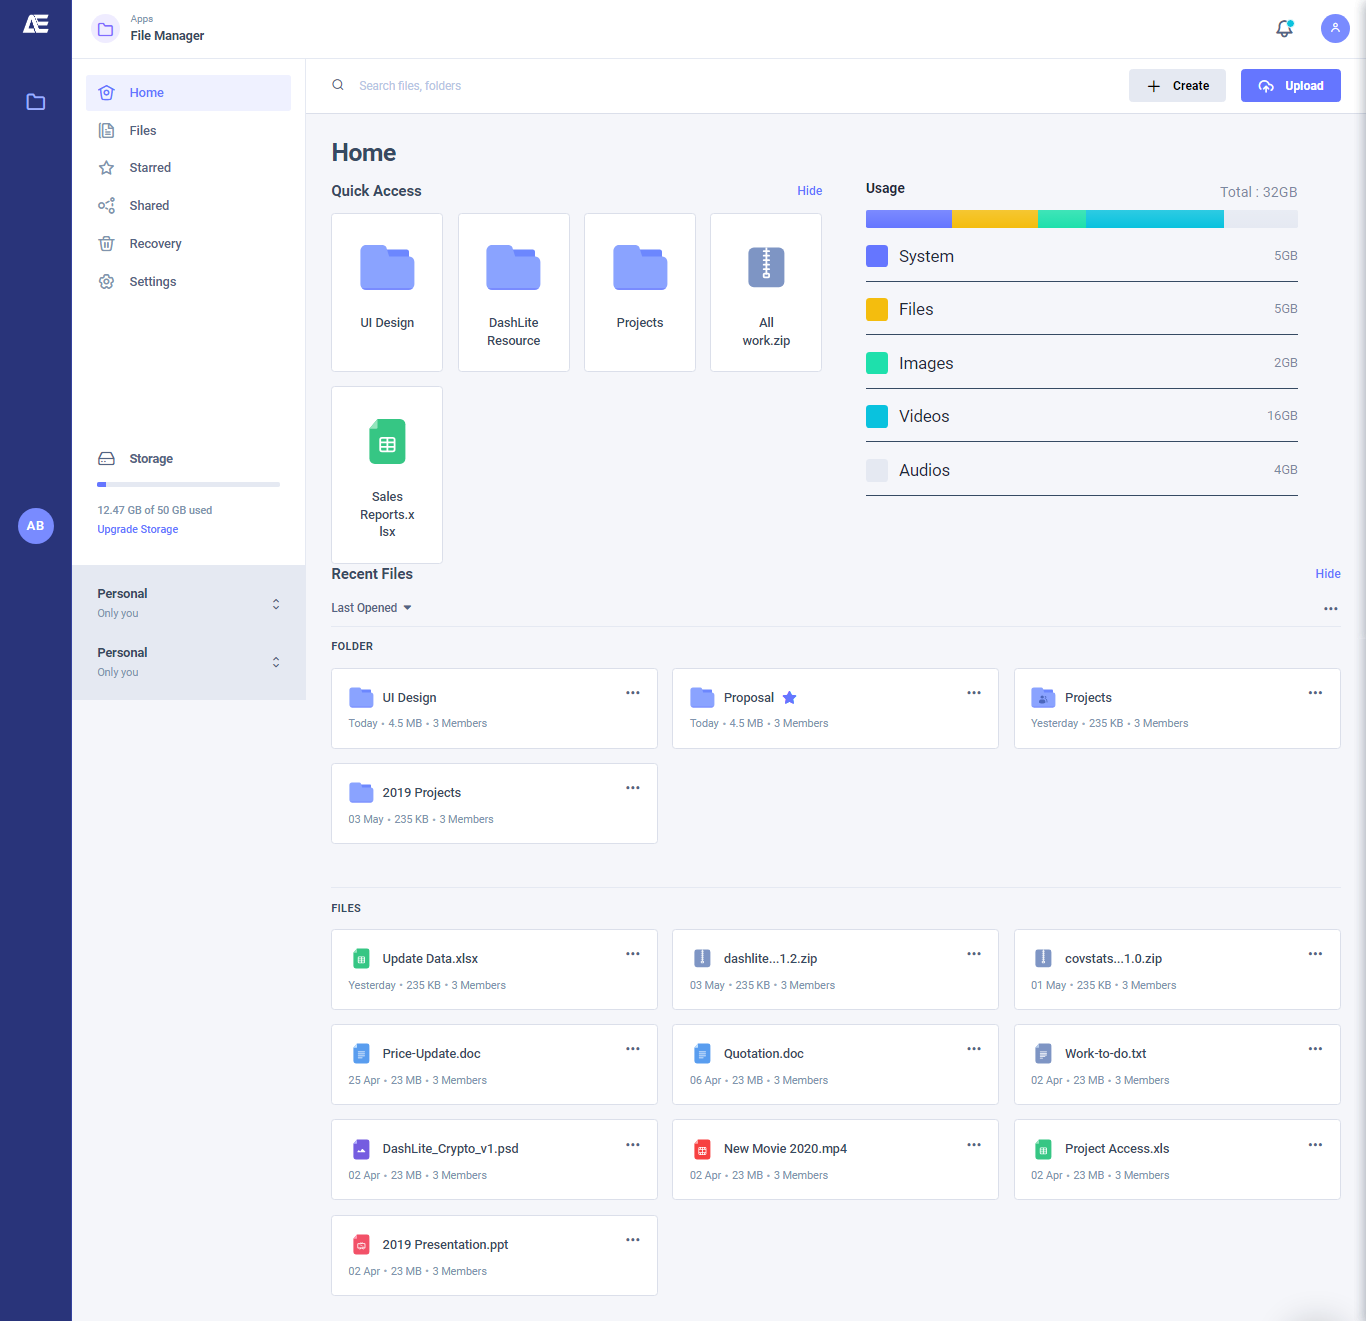 Apps
File Manager
Home
Files
Starred
Shared
Recovery
Settings
Storage
12.47 GB of 50 GB used
Upgrade Storage
AB
Personal
Only you
Personal
Only you
Search files, folders
Create
Upload
Home
Quick Access
Hide
UI Design
DashLite
Resource
Projects
All
work.zip
Sales
Reports.x
lsx
Usage
Total : 32GB
System
5GB
Files
5GB
Images
2GB
Videos
16GB
Audios
4GB
Recent Files
Hide
Last Opened
FOLDER
UI Design
Today • 4.5 MB • 3 Members
Proposal
Today • 4.5 MB • 3 Members
Projects
Yesterday • 235 KB • 3 Members
2019 Projects
03 May • 235 KB • 3 Members
FILES
Update Data.xlsx
Yesterday • 235 KB • 3 Members
dashlite...1.2.zip
03 May • 235 KB • 3 Members
covstats...1.0.zip
01 May • 235 KB • 3 Members
Price-Update.doc
25 Apr • 23 MB • 3 Members
Quotation.doc
06 Apr • 23 MB • 3 Members
Work-to-do.txt
02 Apr • 23 MB • 3 Members
DashLite_Crypto_v1.psd
02 Apr • 23 MB • 3 Members
New Movie 2020.mp4
02 Apr • 23 MB • 3 Members
Project Access.xls
02 Apr • 23 MB • 3 Members
2019 Presentation.ppt
02 Apr • 23 MB • 3 Members